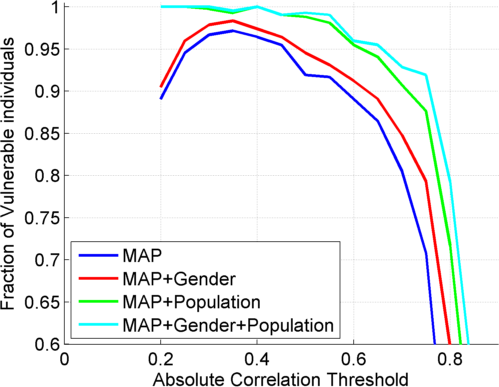 Fraction of Vulnerable individuals
1
0.95
0.9
0.85
0.8
0.75
0.7
0.65
0.6
MAP
MAP+Gender
MAP+Population
MAP+Gender+Population
0 0.2 0.4 0.6 0.8
Absolute Correlation Threshold